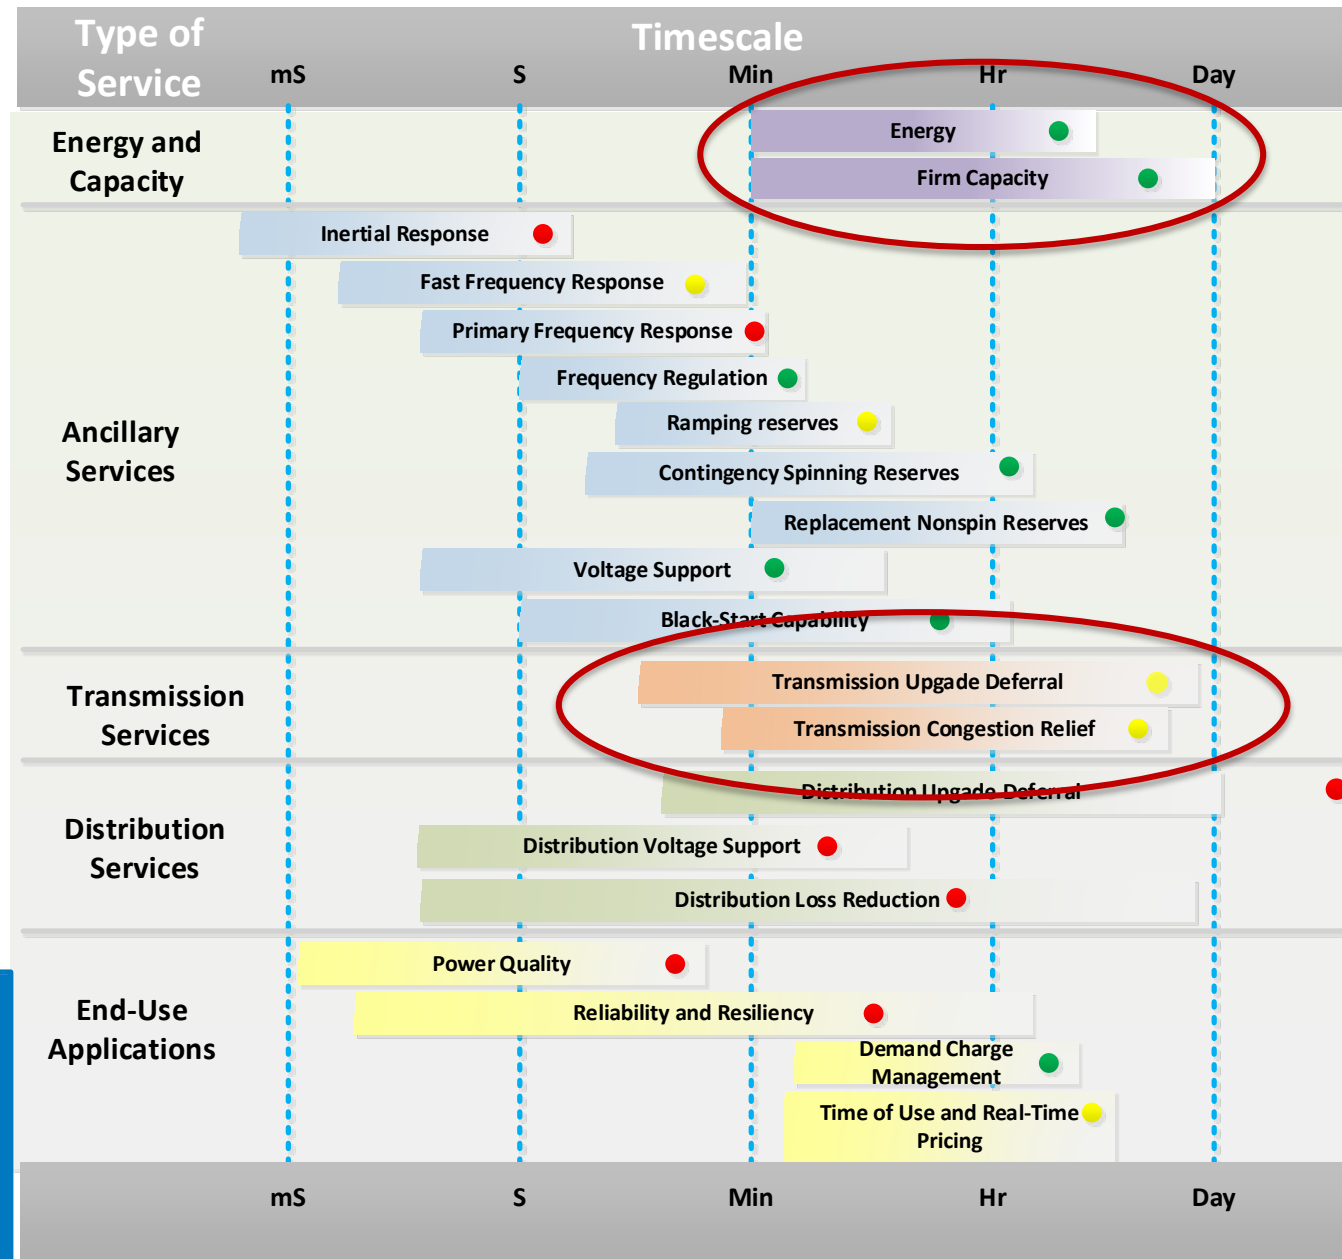 Type of
Service
Timescale
mS
S
Min
Hr
Day
Energy and
Capacity
Energy
Firm Capacity
Ancillary
Services
Inertial Response
Fast Frequency Response
Primary Frequency Response
Frequency Regulation
Ramping reserves
Contingency Spinning Reserves
Replacement Nonspin Reserves
Voltage Support
Black-Start Capability
Transmission
Services
Transmission Upgade Deferral
Transmission Congestion Relief
Distribution
Services
Distribution Upgade Deferral
Distribution Voltage Support
Distribution Loss Reduction
End-Use
Applications
Power Quality
Reliability and Resiliency
Demand Charge
Management
Time of Use and Real-Time
Pricing
mS
S
Min
Hr
Day